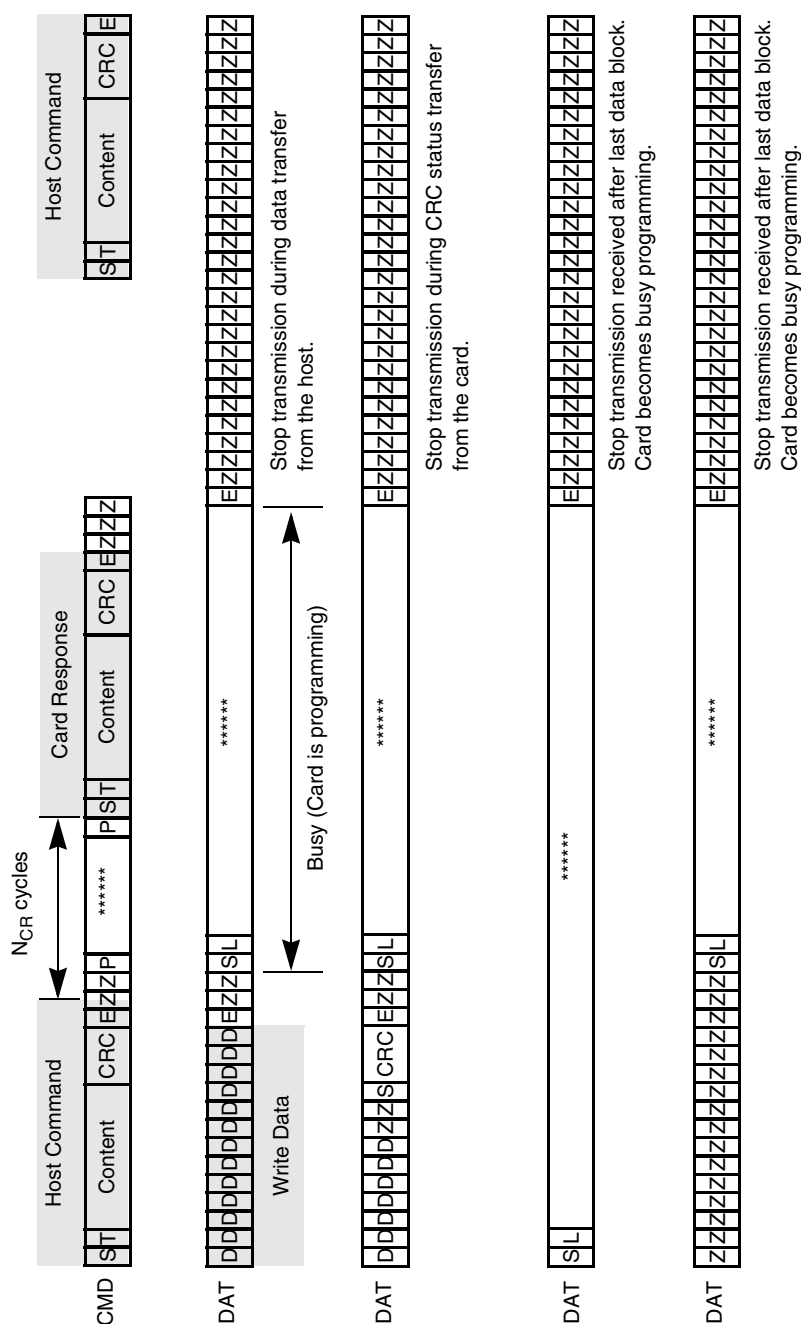 N_CR cycles
Host Command
Card Response
Host Command
CMD
S T Content CRC E Z Z P ****** P S T Content CRC E Z Z Z
S T Content CRC E
DAT
D D D D D D D D D D D D D E Z Z S L ****** E Z Z Z Z Z Z Z Z Z Z Z Z Z Z Z Z Z Z Z Z Z Z Z Z Z Z
Write Data
Busy (Card is programming)
Stop transmission during data transfer
from the host.
DAT
D D D D D D D Z Z S CRC E Z Z S L ****** E Z Z Z Z Z Z Z Z Z Z Z Z Z Z Z Z Z Z Z Z Z Z Z Z Z Z
Stop transmission during CRC status transfer
from the card.
DAT
S L ****** E Z Z Z Z Z Z Z Z Z Z Z Z Z Z Z Z Z Z Z Z Z Z Z Z Z Z
Stop transmission received after last data block.
Card becomes busy programming.
DAT
Z Z Z Z Z Z Z Z Z Z Z Z Z Z Z Z S L ****** E Z Z Z Z Z Z Z Z Z Z Z Z Z Z Z Z Z Z Z Z Z Z Z Z Z Z
Stop transmission received after last data block.
Card becomes busy programming.